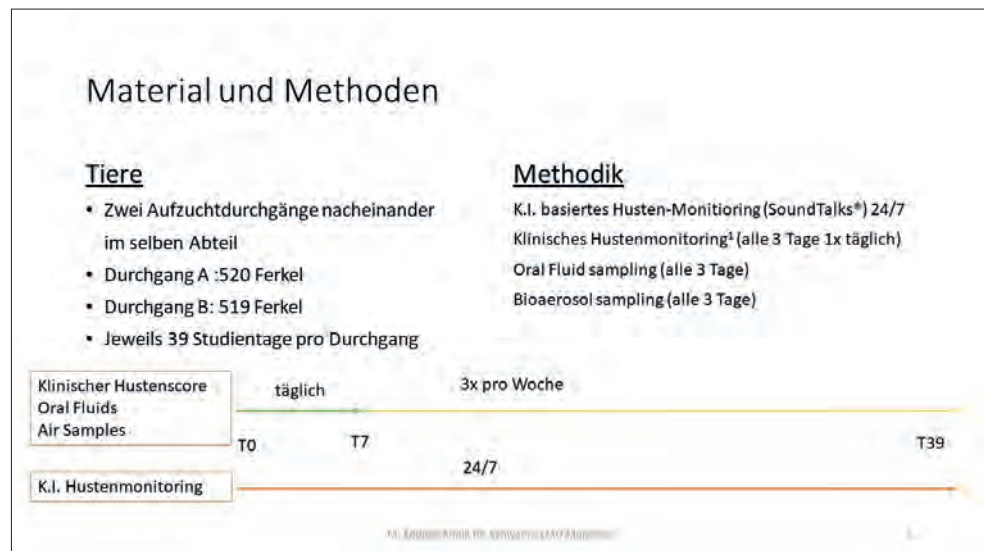 Material und Methoden
Tiere
• Zwei Aufzuchtdurchgänge nacheinander
im selben Abteil
• Durchgang A :520 Ferkel
• Durchgang B: 519 Ferkel
• Jeweils 39 Studientage pro Durchgang
Methodik
K.I. basiertes Husten-Monitioring (SoundTalks®) 24/7
Klinisches Hustenmonitoring¹ (alle 3 Tage 1x täglich)
Oral Fluid sampling (alle 3 Tage)
Bioaerosol sampling (alle 3 Tage)
Klinischer Hustenscore
Oral Fluids
Air Samples
täglich
3x pro Woche
T0
T7
T39
24/7
K.I. Hustenmonitoring